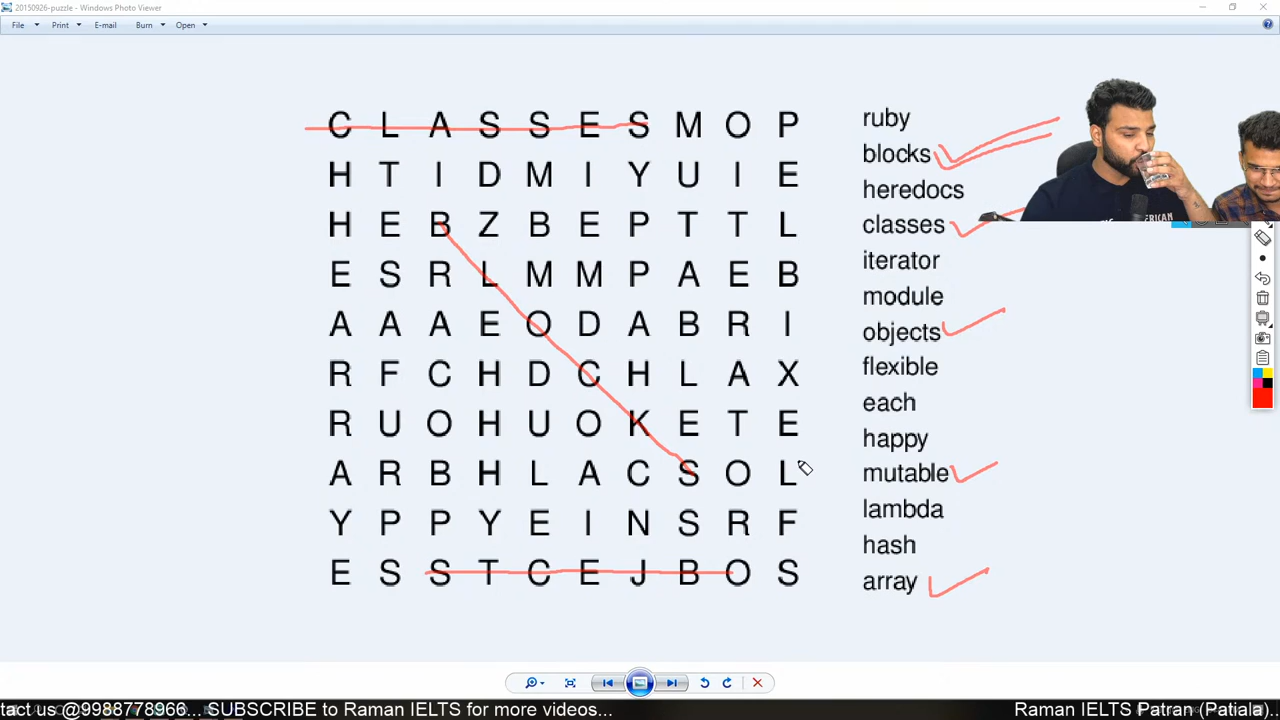 20150926-puzzle - Windows Photo Viewer
File Print E-mail Burn Open
C L A S S E S M O P
H T I D M I Y U I E
H E B Z B E P T T L
E S R L M M P A E B
A A A E O D A B R I
R F C H D C H L A X
R U O H U O K E T E
A R B H L A C S O L
Y P P Y E I N S R F
E S S T C E J B O S
ruby
blocks
heredocs
classes
iterator
module
objects
flexible
each
happy
mutable
lambda
hash
array
AMERICAN
tact us @9988778966... SUBSCRIBE to Raman IELTS for more videos... Raman IELTS Patran (Patiala)